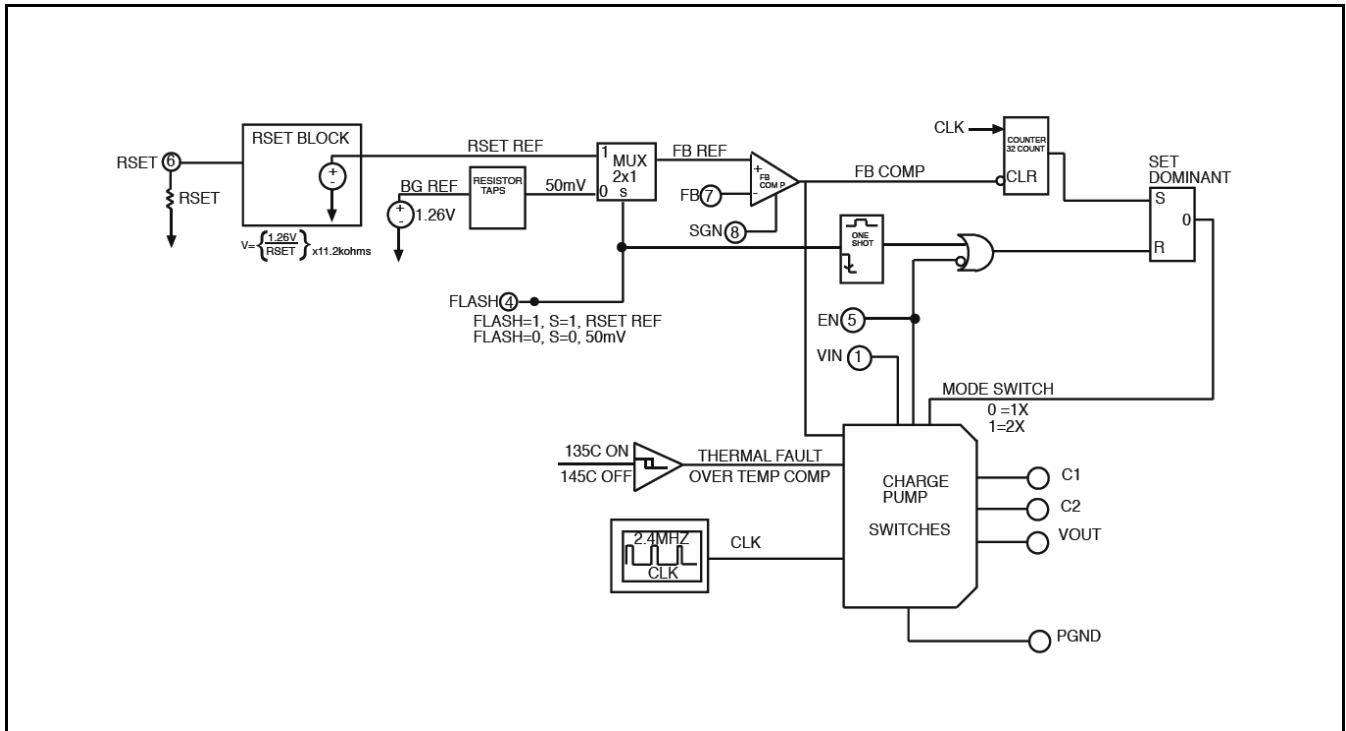 RSET
6
RSET
RSET BLOCK
+
-
V={1.26V/RSET}x11.2kohms
RSET REF
BG REF
+
-
1.26V
RESISTOR
TAPS
50mV
1
MUX
2x1
0 s
FB REF
+
FB
COM P
-
FB 7
SGN 8
FB COMP
CLK
COUNTER
32 COUNT
CLR
SET
DOMINANT
S
0
R
ONE
SHOT
FLASH 4
FLASH=1, S=1, RSET REF
FLASH=0, S=0, 50mV
EN 5
VIN 1
MODE SWITCH
0 =1X
1=2X
135C ON
145C OFF
THERMAL FAULT
OVER TEMP COMP
CHARGE
PUMP
SWITCHES
C1
C2
VOUT
2.4MHZ
CLK
CLK
PGND